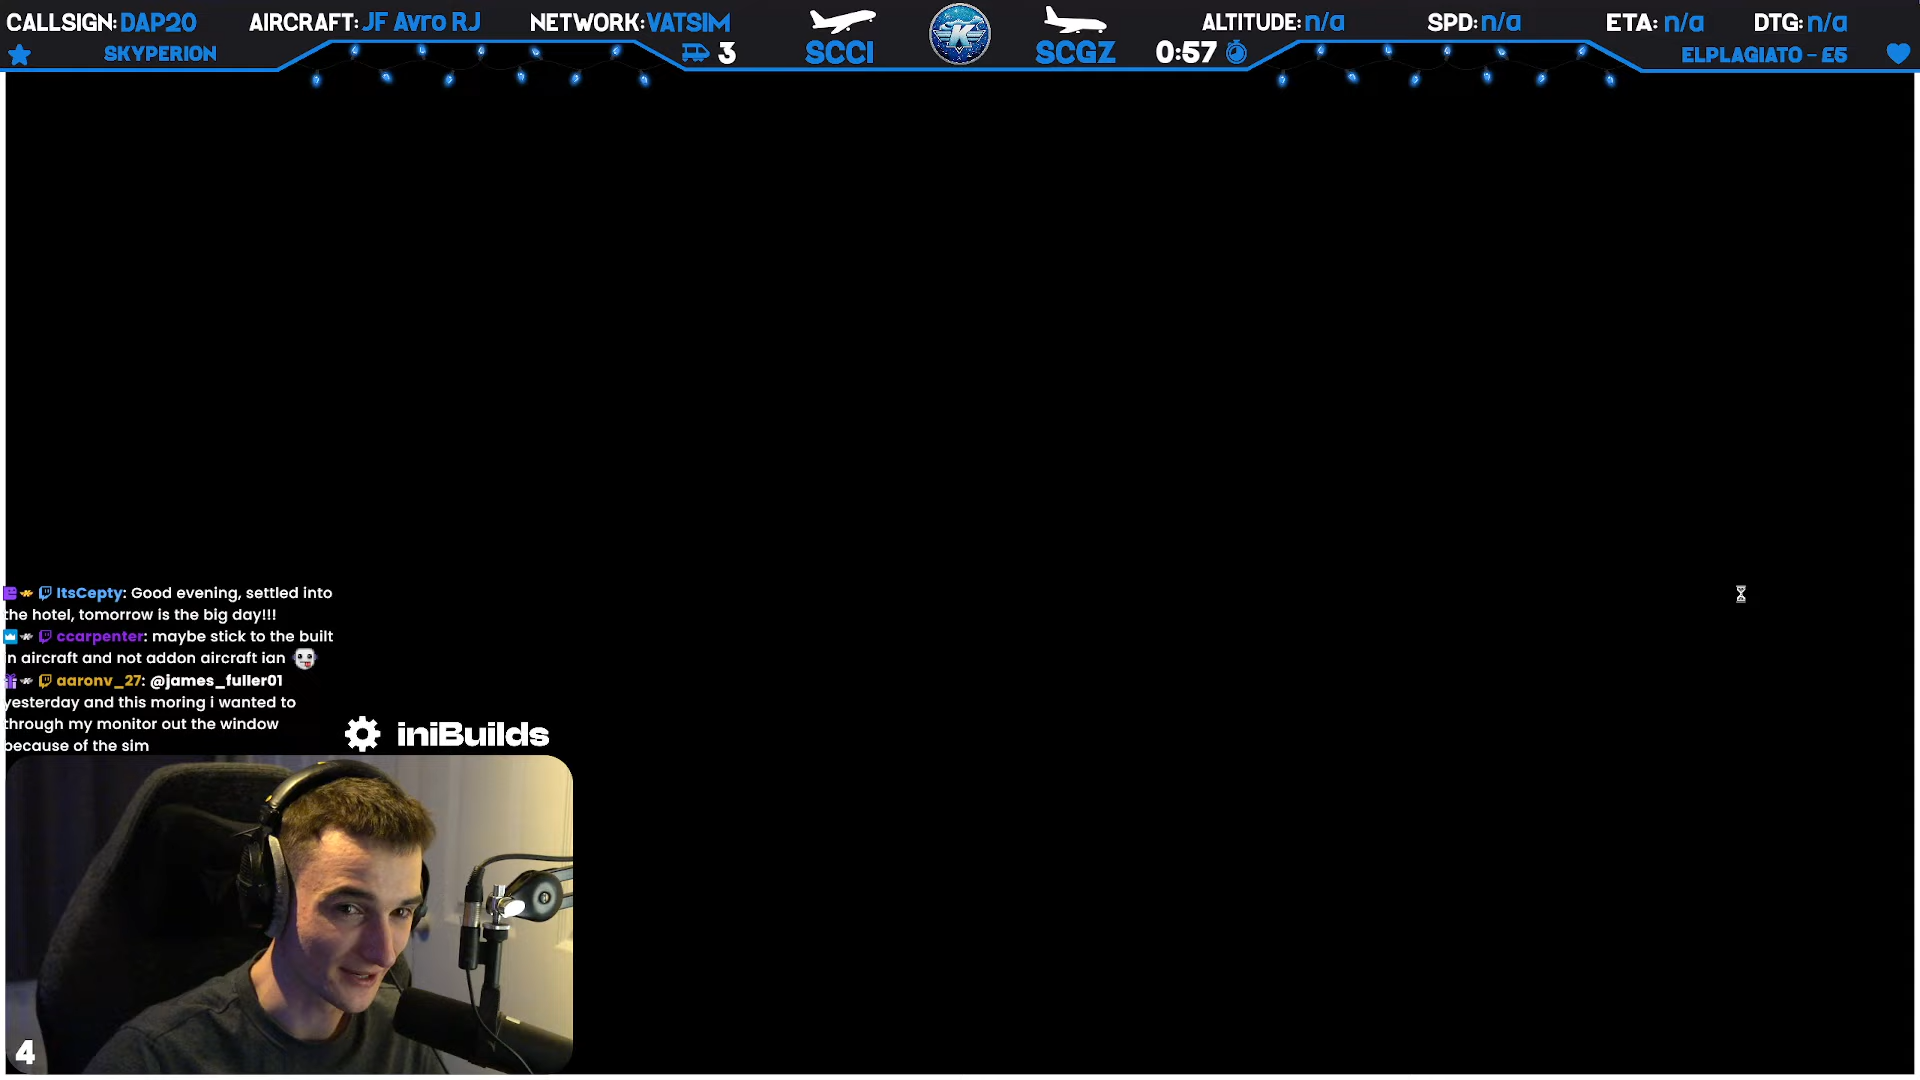 CALLSIGN: DAP20 AIRCRAFT: JF Avro RJ NETWORK: VATSIM ALTITUDE: n/a SPD: n/a ETA: n/a DTG: n/a
SKYPERION 3 SCCI K SCGZ 0:57 ELPLAGIATO - £5
ItsCepty: Good evening, settled into
the hotel, tomorrow is the big day!!!
ccarpenter: maybe stick to the built
in aircraft and not addon aircraft ian
aaronv_27: @james_fuller01
yesterday and this moring i wanted to
through my monitor out the window
because of the sim
iniBuilds
4